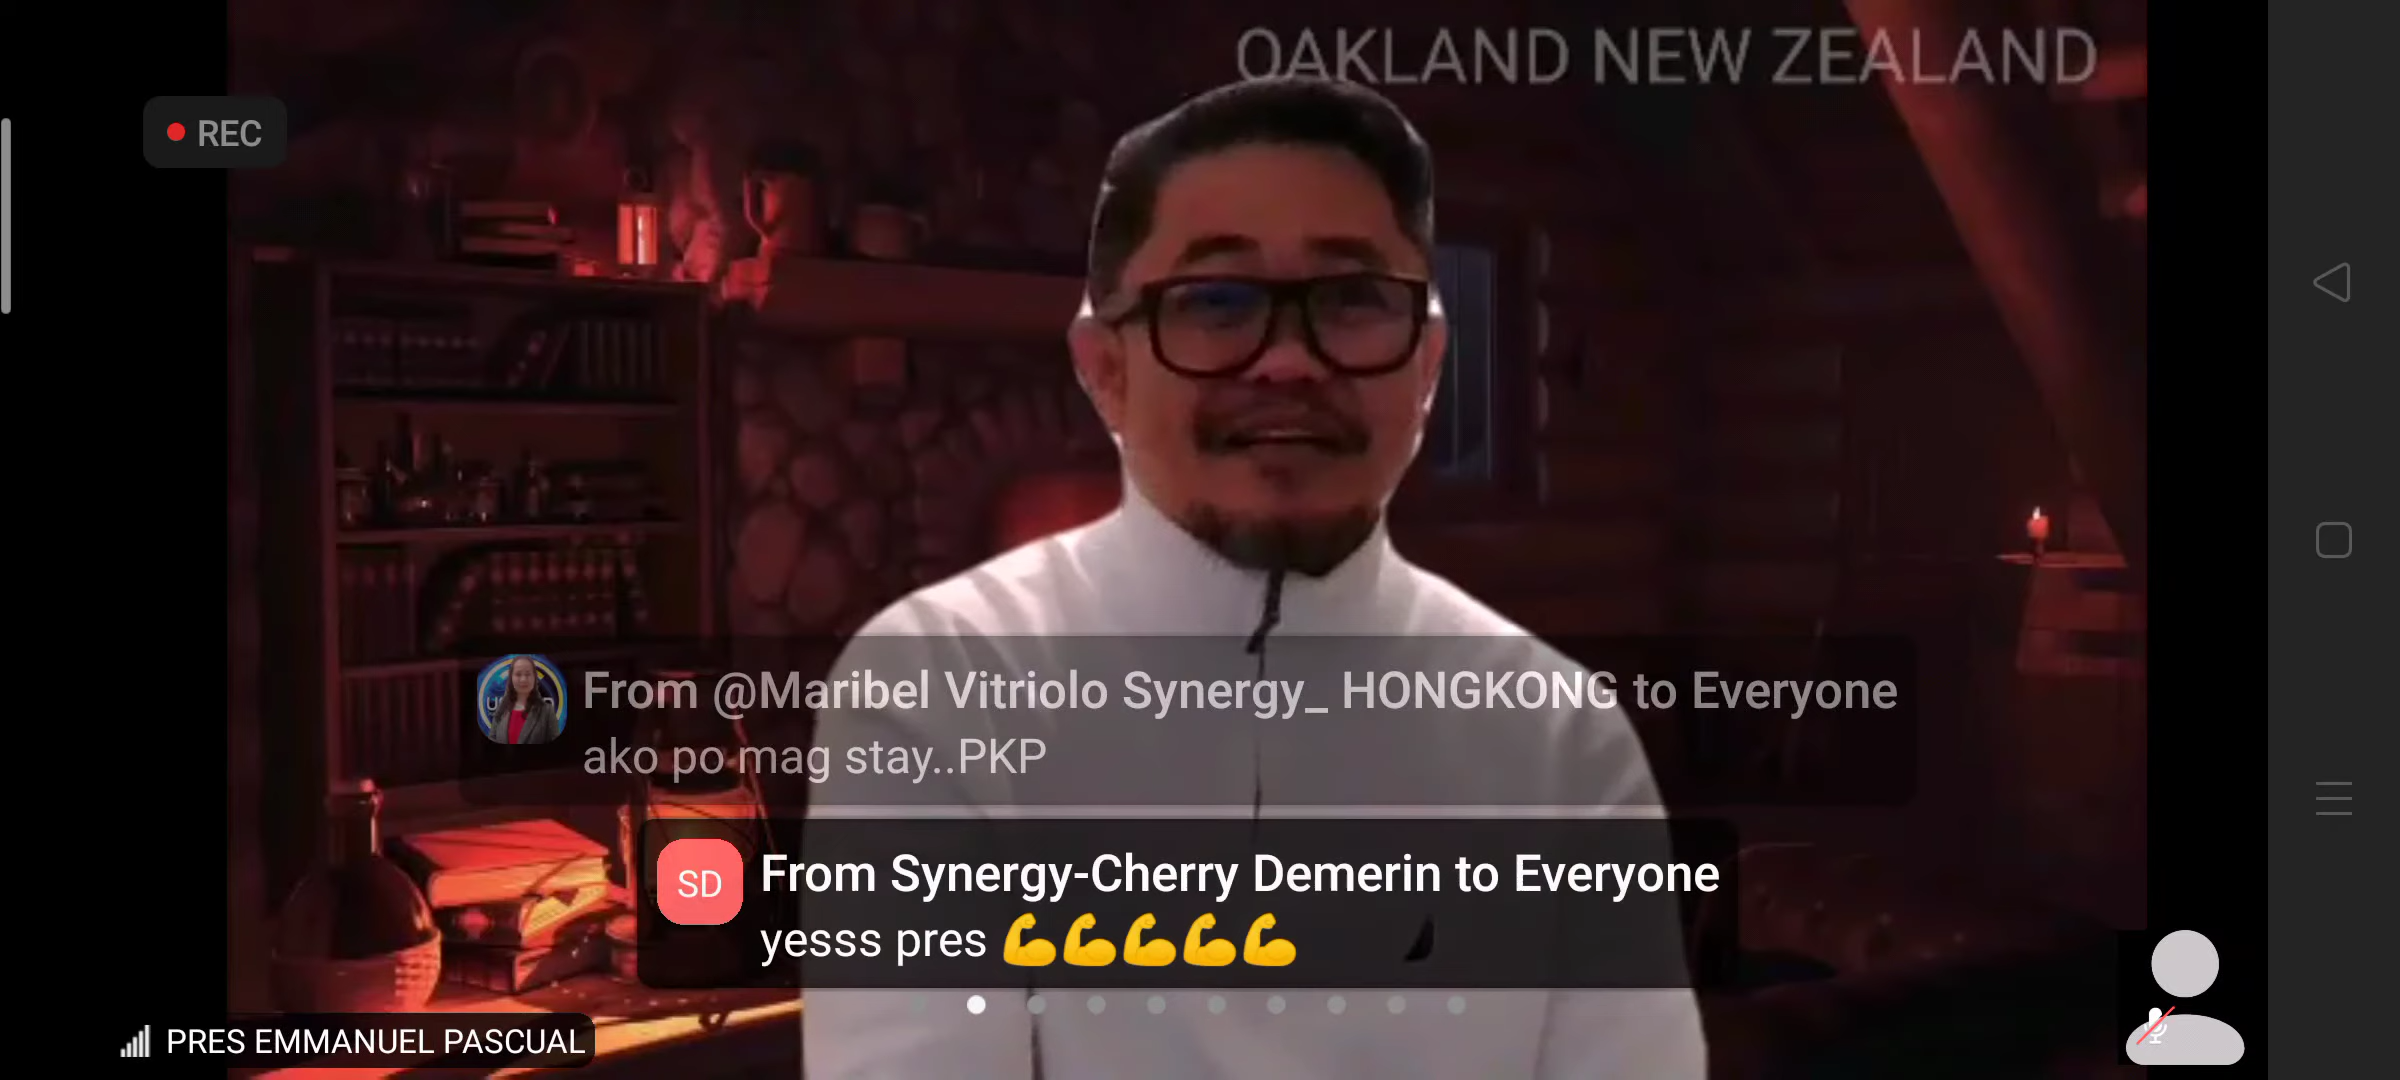 OAKLAND NEW ZEALAND
REC
From @Maribel Vitriolo Synergy_ HONGKONG to Everyone
ako po mag stay..PKP
SD
From Synergy-Cherry Demerin to Everyone
yesss pres 💪💪💪💪💪
PRES EMMANUEL PASCUAL